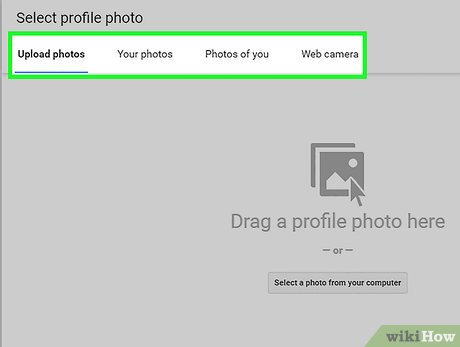 Select profile photo
Upload photos Your photos Photos of you Web camera
Drag a profile photo here
— or —
Select a photo from your computer
wikiHow